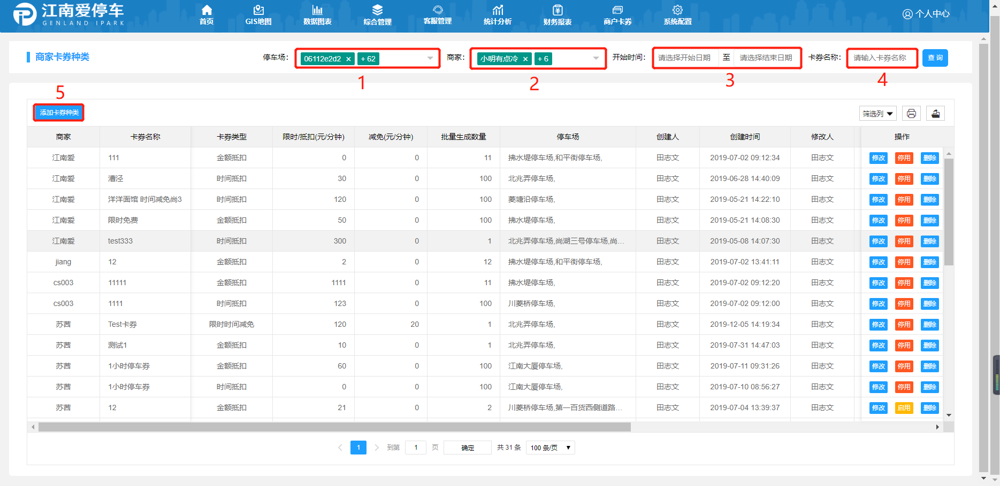 江南爱停车
GENLAND IPARK
首页
GIS地图
数据图表
综合管理
客服管理
统计分析
财务报表
商户卡券
系统配置
个人中心
商家卡券种类
停车场： 06112e2d2 × + 62
商家： 小明有点冷 × + 6
开始时间： 请选择开始日期 至 请选择结束日期
卡券名称： 请输入卡券名称
查 询
1
2
3
4
5
添加卡券种类
筛选列
商家 卡券名称 卡券类型 限时/抵扣(元/分钟) 减免(元/分钟) 批量生成数量 停车场 创建人 创建时间 修改人 操作
江南爱 111 金额抵扣 0 0 11 拂水堤停车场,和平街停车场, 田志文 2019-07-02 09:12:34 田志文 修改 停用 删除
江南爱 漕泾 时间抵扣 30 0 100 北兆弄停车场, 田志文 2019-06-28 14:40:09 田志文 修改 停用 删除
江南爱 洋洋面馆 时间减免尚3 时间抵扣 120 0 100 菱塘沿停车场, 田志文 2019-05-21 14:22:10 田志文 修改 停用 删除
江南爱 限时免费 金额抵扣 50 0 100 拂水堤停车场, 田志文 2019-05-21 14:08:30 田志文 修改 停用 删除
江南爱 test333 时间抵扣 300 0 1 北兆弄停车场,尚湖三号停车场,尚... 田志文 2019-05-08 14:07:30 田志文 修改 停用 删除
jiang 12 金额抵扣 2 0 12 拂水堤停车场,和平街停车场, 田志文 2019-07-02 13:41:11 田志文 修改 停用 删除
cs003 11111 金额抵扣 1111 0 11 拂水堤停车场, 田志文 2019-07-02 09:12:20 田志文 修改 停用 删除
cs003 1111 时间抵扣 123 0 100 川菱桥停车场, 田志文 2019-07-02 09:12:00 田志文 修改 停用 删除
苏茜 Test卡券 限时时间减免 120 20 1 北兆弄停车场, 田志文 2019-12-05 14:19:34 田志文 修改 停用 删除
苏茜 测试1 金额抵扣 10 0 1 北兆弄停车场, 田志文 2019-07-31 14:47:03 田志文 修改 停用 删除
苏茜 1小时停车券 金额抵扣 60 0 100 江南大厦停车场, 田志文 2019-07-11 09:31:26 田志文 修改 停用 删除
苏茜 1小时停车券 时间抵扣 0 0 100 江南大厦停车场, 田志文 2019-07-10 08:56:27 田志文 修改 停用 删除
苏茜 12 金额抵扣 21 0 2 川菱桥停车场,第一百货西侧道路... 田志文 2019-07-04 13:39:37 田志文 修改 启用 删除
1 到第 1 页 确定 共 31 条 100 条/页